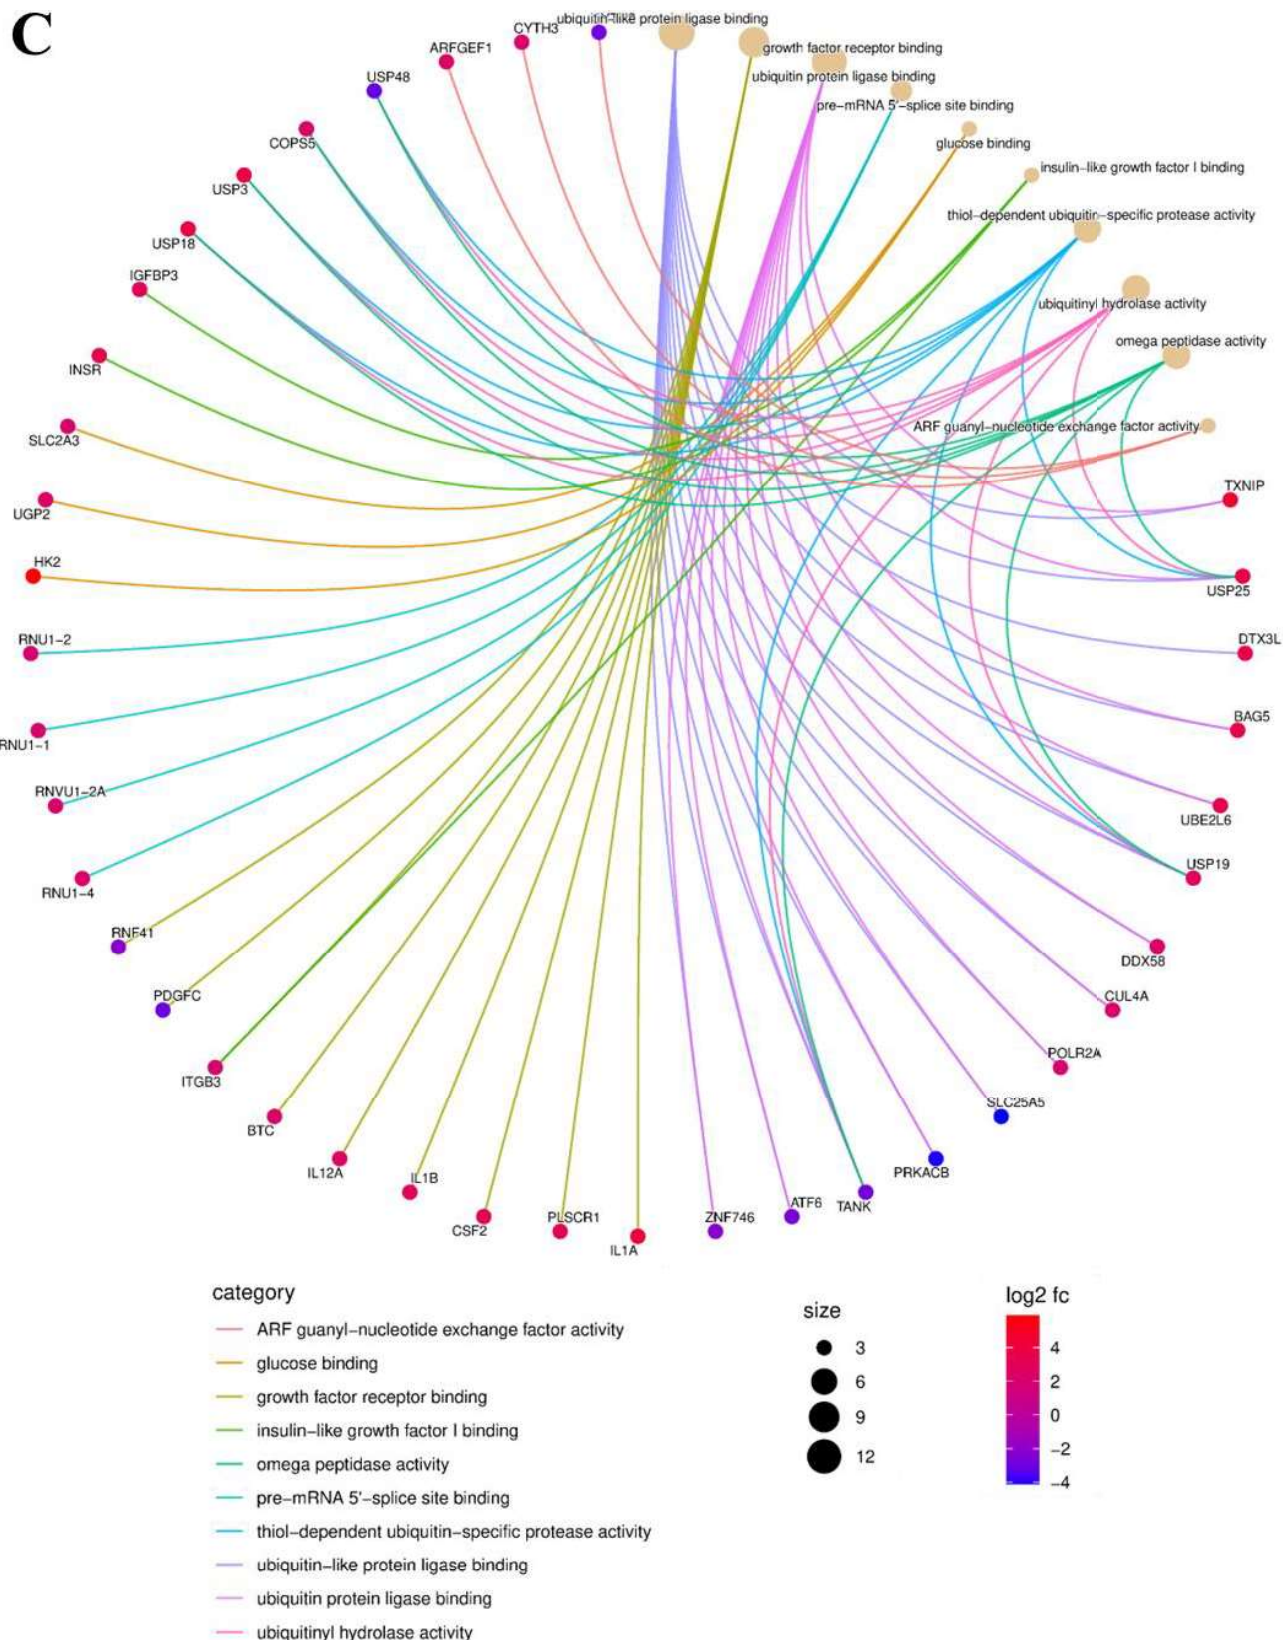 C
ubiquitin-like protein ligase binding
growth factor receptor binding
ubiquitin protein ligase binding
pre-mRNA 5'-splice site binding
glucose binding
insulin-like growth factor I binding
thiol-dependent ubiquitin-specific protease activity
ubiquitinyl hydrolase activity
omega peptidase activity
ARF guanyl-nucleotide exchange factor activity
TXNIP
USP25
DTX3L
BAG5
UBE2L6
USP19
DDX58
CUL4A
POLR2A
SLC25A5
PRKACB
TANK
ATF6
ZNF746
IL1A
PLSCR1
CSF2
IL1B
IL12A
BTC
ITGB3
PDGFC
RNF41
RNU1-4
RNVU1-2A
RNU1-1
RNU1-2
HK2
UGP2
SLC2A3
INSR
IGFBP3
USP18
USP3
COPS5
USP48
ARFGEF1
CYTH3
category
ARF guanyl-nucleotide exchange factor activity
glucose binding
growth factor receptor binding
insulin-like growth factor I binding
omega peptidase activity
pre-mRNA 5'-splice site binding
thiol-dependent ubiquitin-specific protease activity
ubiquitin-like protein ligase binding
ubiquitin protein ligase binding
ubiquitinyl hydrolase activity
size
3
6
9
12
log2 fc
4
2
0
-2
-4